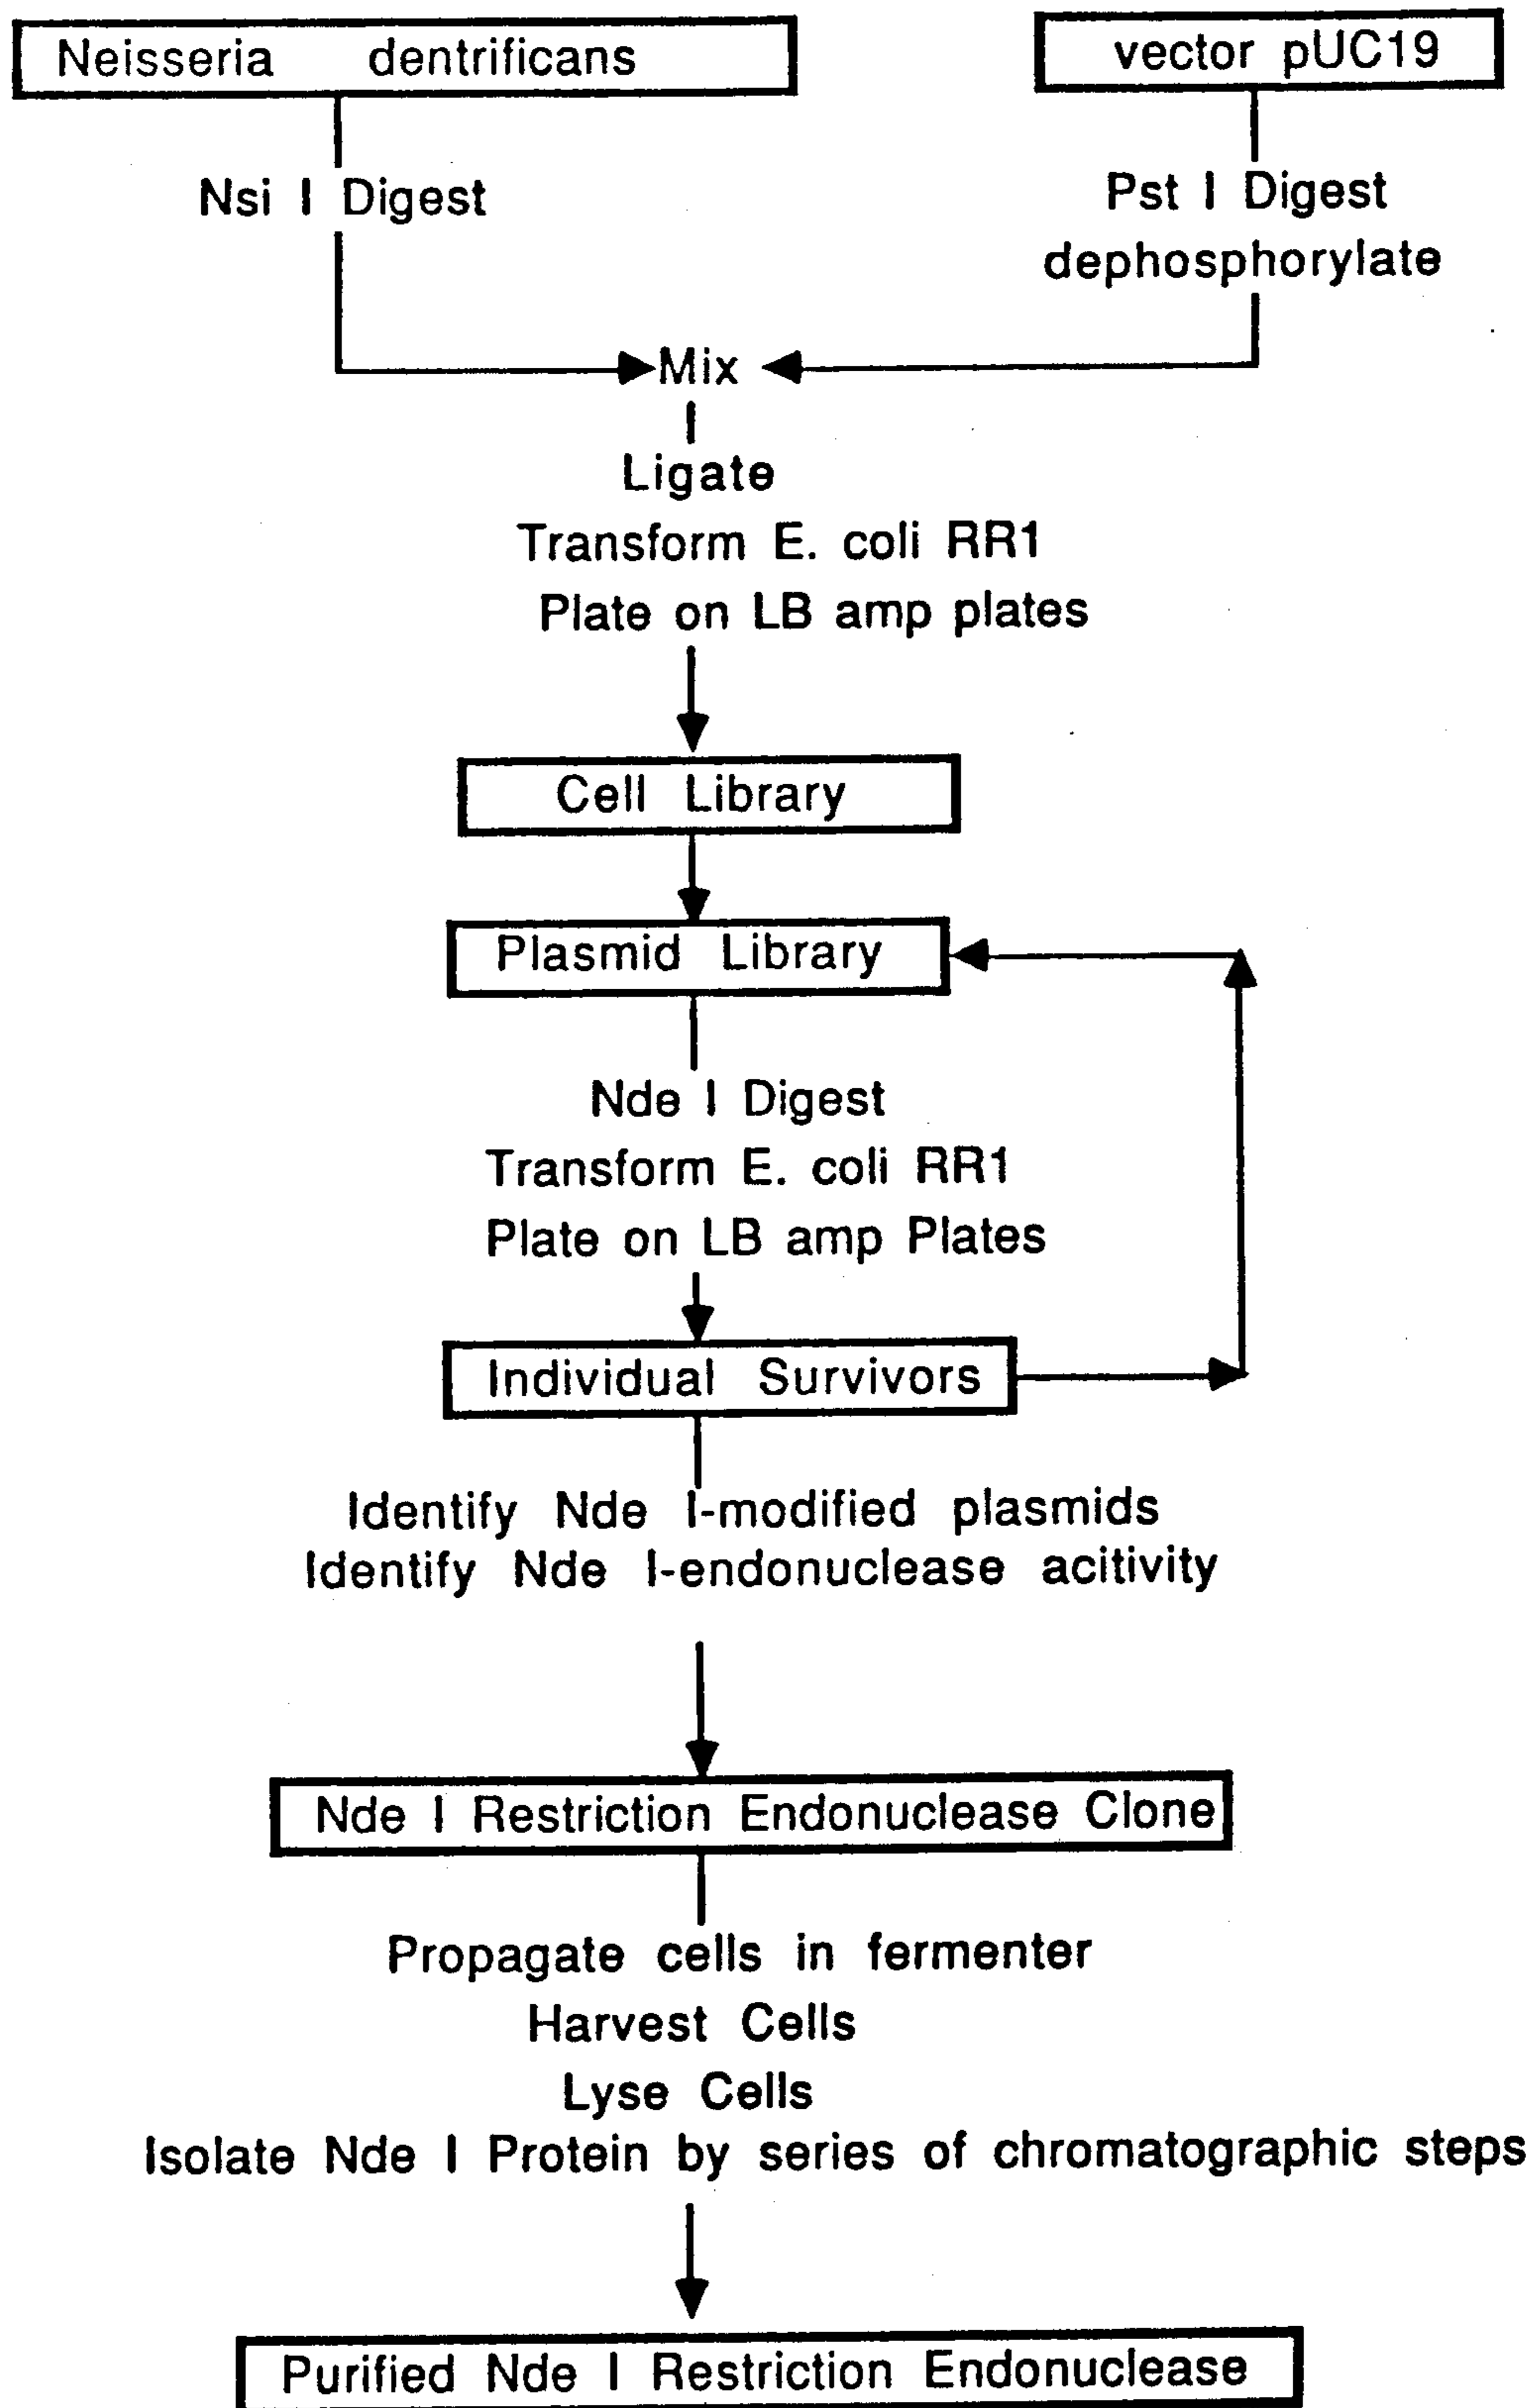 Neisseria dentrificans
vector pUC19
Nsi I Digest
Pst I Digest
dephosphorylate
Mix
Ligate
Transform E. coli RR1
Plate on LB amp plates
Cell Library
Plasmid Library
Nde I Digest
Transform E. coli RR1
Plate on LB amp Plates
Individual Survivors
Identify Nde I-modified plasmids
Identify Nde I-endonuclease acitivity
Nde I Restriction Endonuclease Clone
Propagate cells in fermenter
Harvest Cells
Lyse Cells
Isolate Nde I Protein by series of chromatographic steps
Purified Nde I Restriction Endonuclease